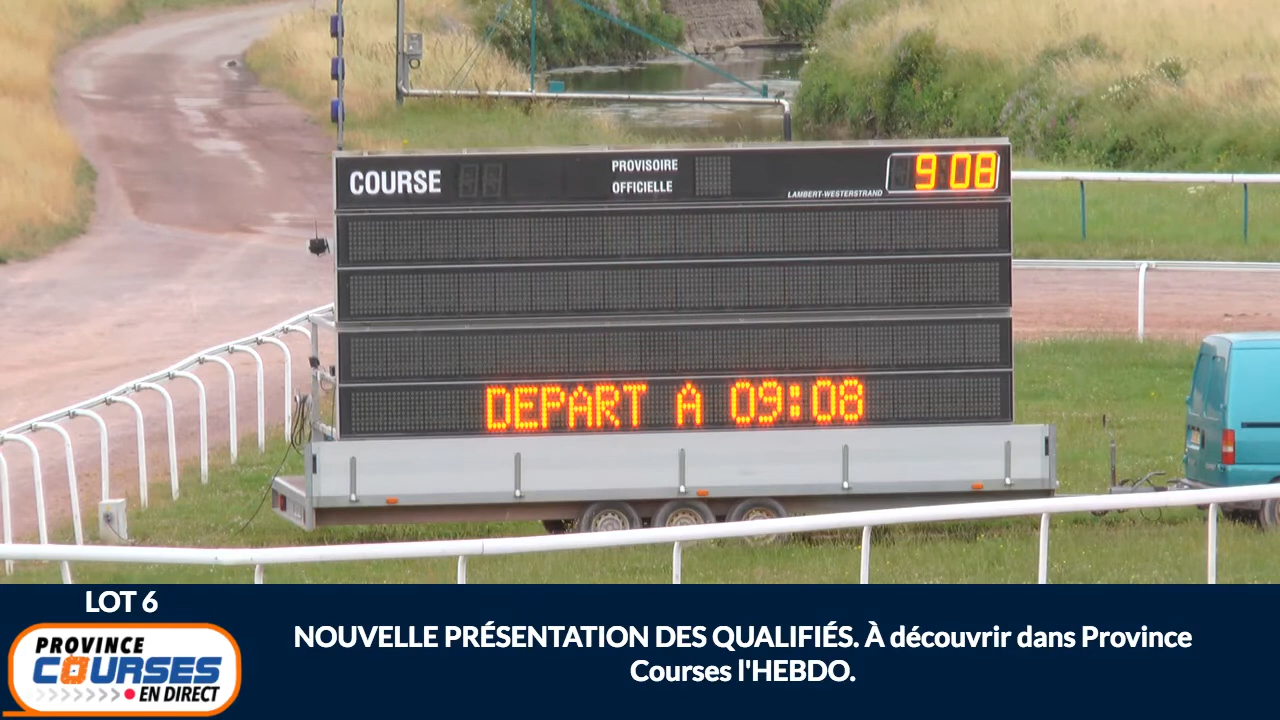 COURSE
PROVISOIRE
OFFICIELLE
LAMBERT-WESTERSTRAND
9 08
DEPART A 09:08
LOT 6
PROVINCE
COURSES
EN DIRECT
NOUVELLE PRÉSENTATION DES QUALIFIÉS. À découvrir dans Province
Courses l'HEBDO.